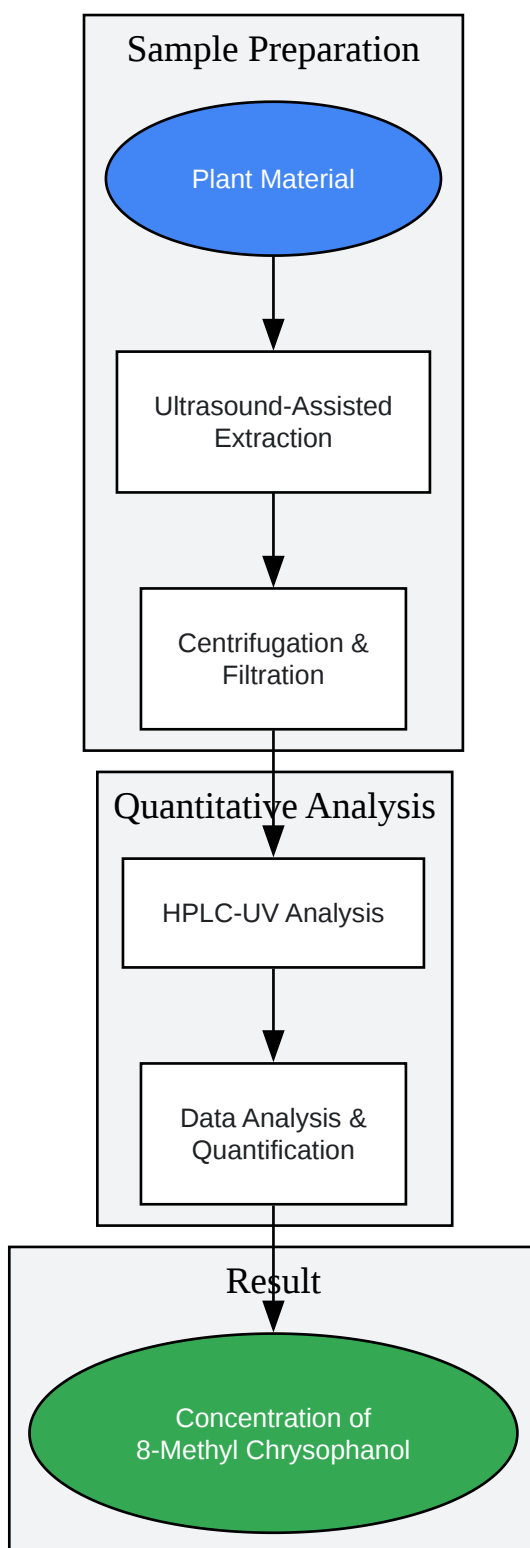 Sample Preparation
Plant Material
Ultrasound-Assisted
Extraction
Centrifugation &
Filtration
Quantitative Analysis
HPLC-UV Analysis
Data Analysis &
Quantification
Result
Concentration of
8-Methyl Chrysophanol